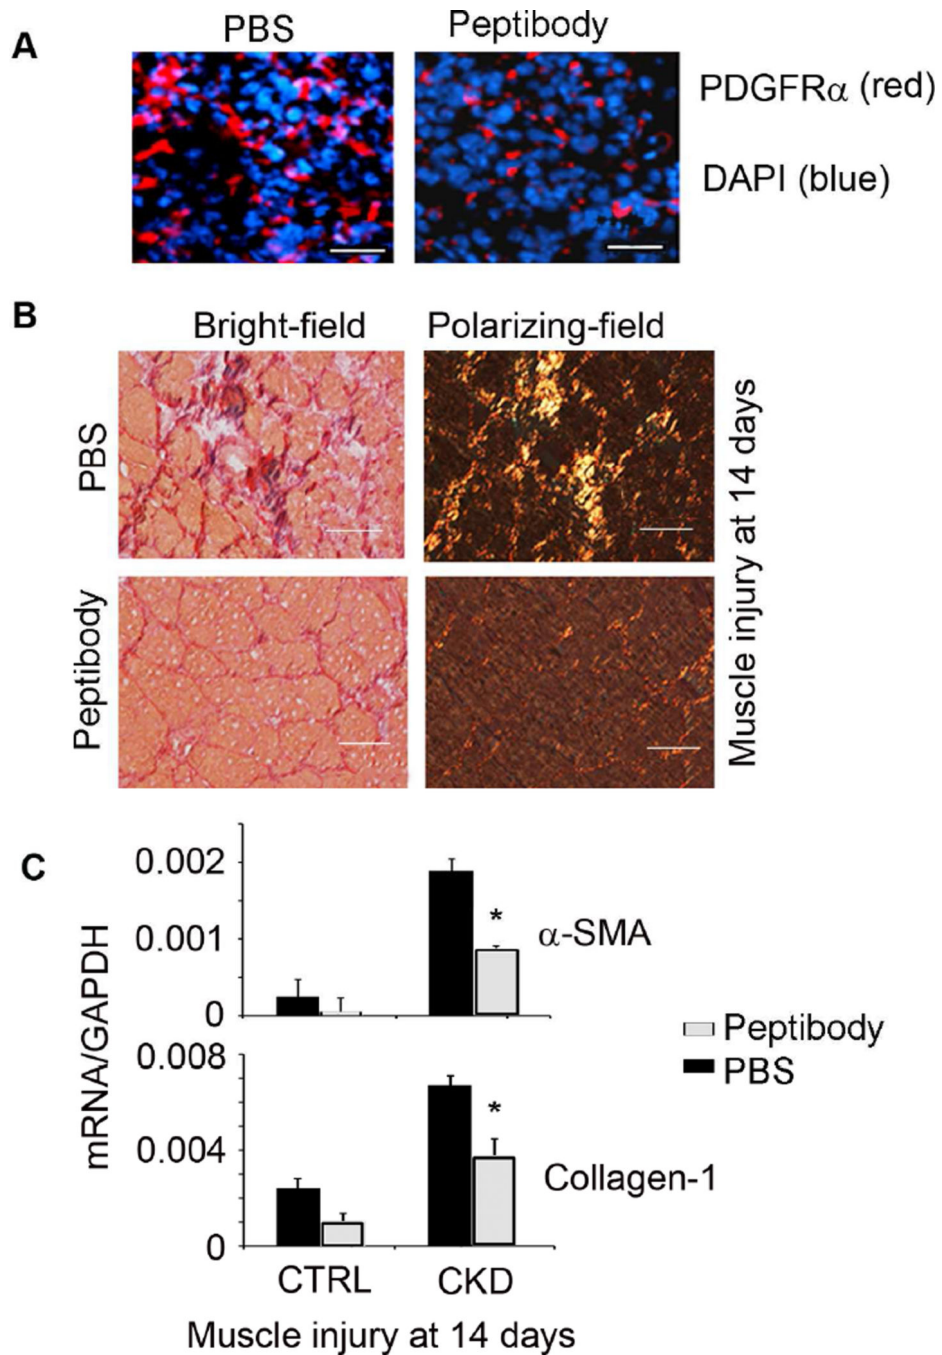 A
PBS
Peptibody
PDGFRα (red)
DAPI (blue)
B
Bright-field
Polarizing-field
PBS
Peptibody
Muscle injury at 14 days
C
mRNA/GAPDH
0.002
0.001
0
*
α-SMA
0.008
0.004
0
*
Collagen-1
Peptibody
PBS
CTRL
CKD
Muscle injury at 14 days